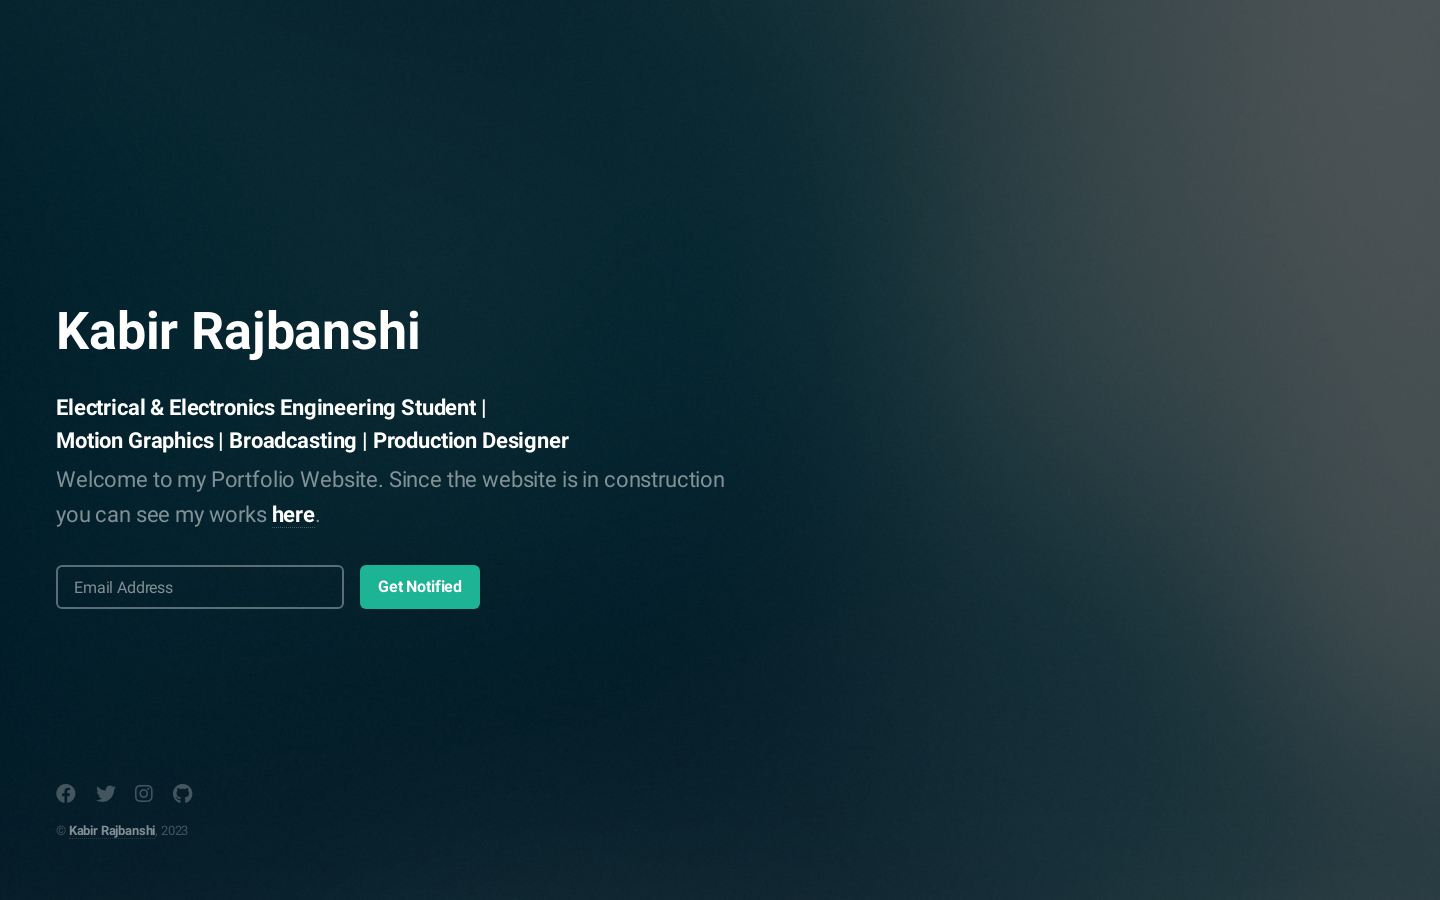 Kabir Rajbanshi
Electrical & Electronics Engineering Student |
Motion Graphics | Broadcasting | Production Designer
Welcome to my Portfolio Website. Since the website is in construction
you can see my works here.
Email Address
Get Notified
© Kabir Rajbanshi, 2023